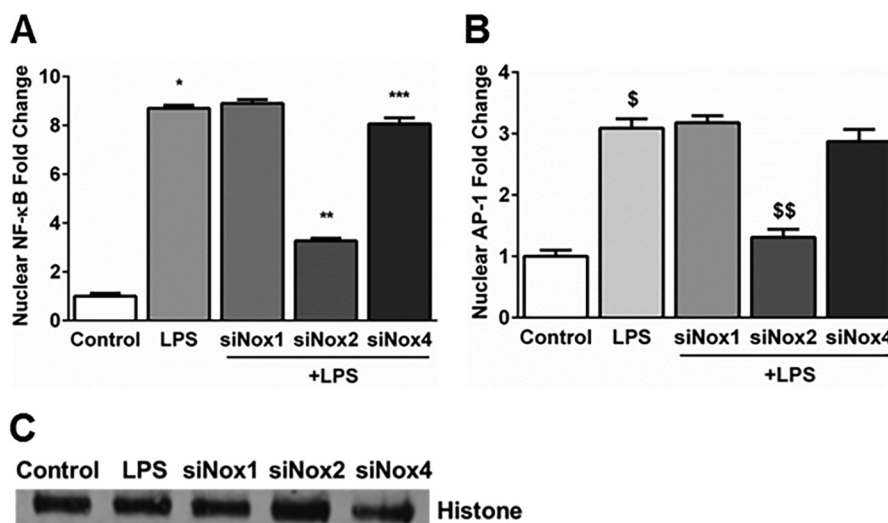 A
Nuclear NF-κB Fold Change
10
8
6
4
2
0
*
**
***
Control LPS siNox1 siNox2 siNox4
+LPS
B
Nuclear AP-1 Fold Change
4
3
2
1
0
$
$$
Control LPS siNox1 siNox2 siNox4
+LPS
C
Control LPS siNox1 siNox2 siNox4
Histone